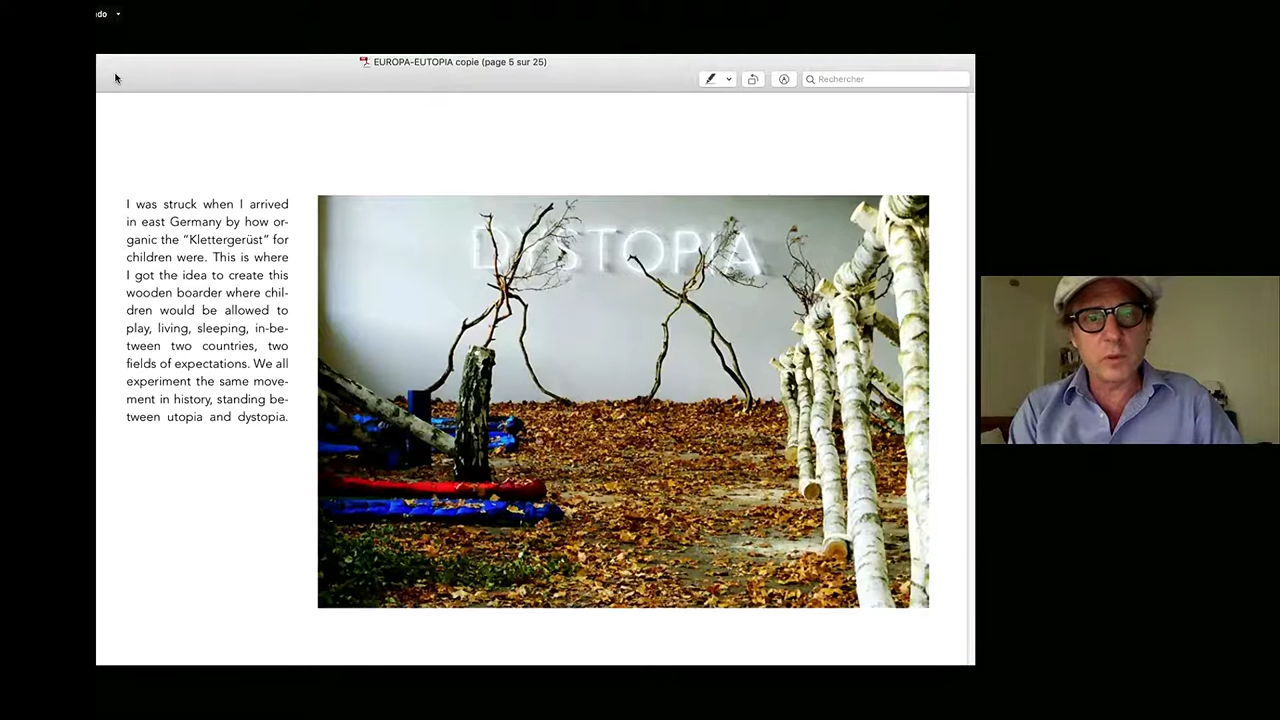 do
EUROPA-EUTOPIA copie (page 5 sur 25)
Rechercher
I was struck when I arrived
in east Germany by how or-
ganic the “Klettergerüst” for
children were. This is where
I got the idea to create this
wooden boarder where chil-
dren would be allowed to
play, living, sleeping, in-be-
tween two countries, two
fields of expectations. We all
experiment the same move-
ment in history, standing be-
tween utopia and dystopia.
DYSTOPIA